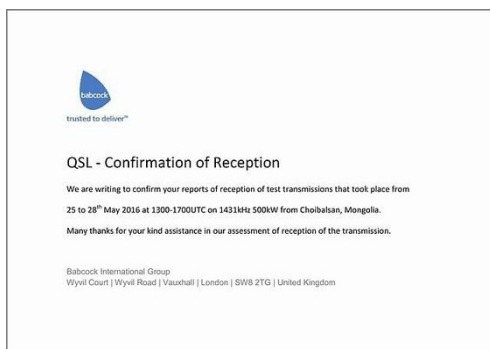 babcock
trusted to deliver™
QSL - Confirmation of Reception
We are writing to confirm your reports of reception of test transmissions that took place from
25 to 28th May 2016 at 1300-1700UTC on 1431kHz 500kW from Choibalsan, Mongolia.
Many thanks for your kind assistance in our assessment of reception of the transmission.
Babcock International Group
Wyvil Court | Wyvil Road | Vauxhall | London | SW8 2TG | United Kingdom